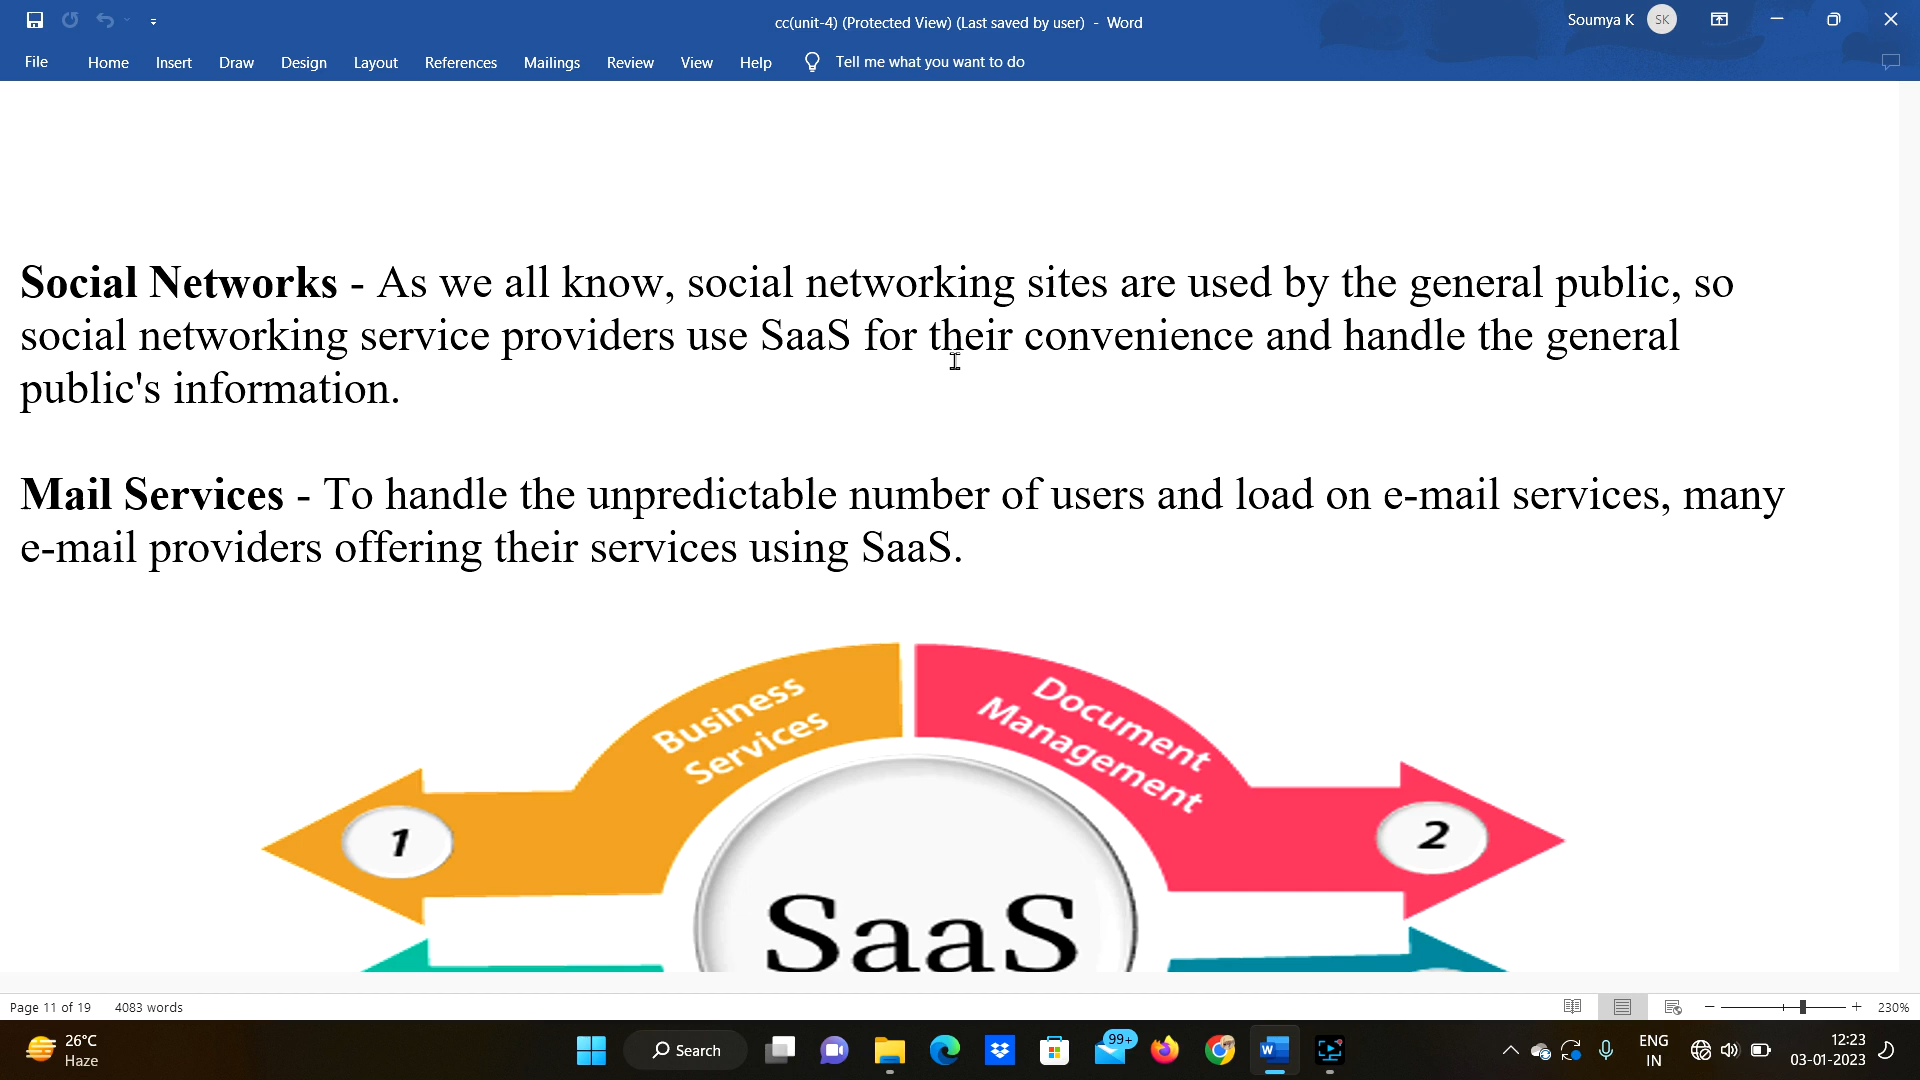 cc(unit-4) (Protected View) (Last saved by user) - Word
Soumya K
SK
File Home Insert Draw Design Layout References Mailings Review View Help Tell me what you want to do
Social Networks - As we all know, social networking sites are used by the general public, so
social networking service providers use SaaS for their convenience and handle the general
public's information.
Mail Services - To handle the unpredictable number of users and load on e-mail services, many
e-mail providers offering their services using SaaS.
Business
Services
Document
Management
1
2
SaaS
Page 11 of 19 4083 words
230%
26°C
Haze
Search
99+
ENG
IN
12:23
03-01-2023